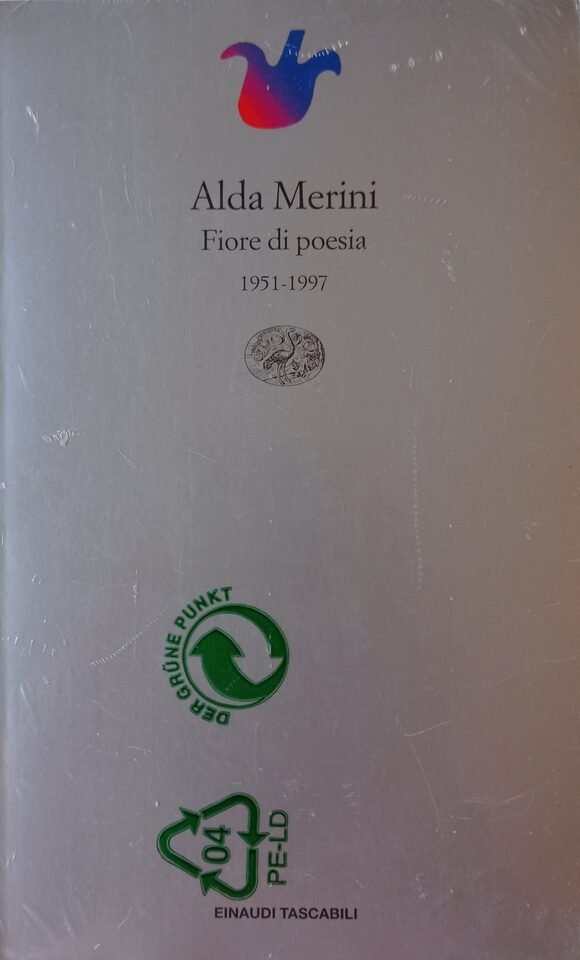 Alda Merini
Fiore di poesia
1951-1997
DER GRÜNE PUNKT
04
PE-LD
EINAUDI TASCABILI